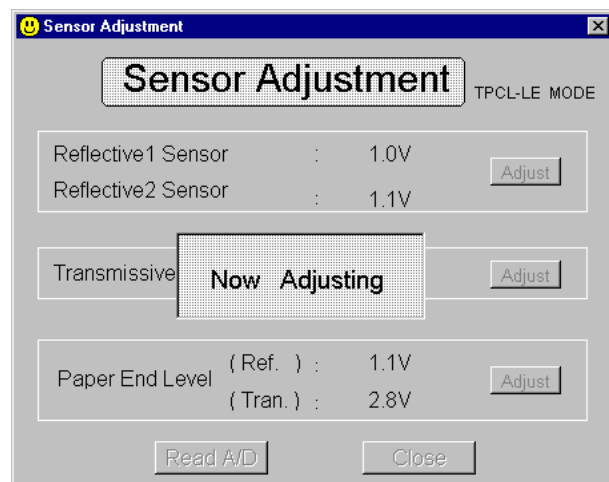 Sensor Adjustment
Sensor Adjustment
TPCL-LE MODE
Reflective1 Sensor : 1.0V
Reflective2 Sensor : 1.1V
Adjust
Transmissive
Now Adjusting
Adjust
Paper End Level
( Ref. ) : 1.1V
( Tran. ) : 2.8V
Adjust
Read A/D
Close